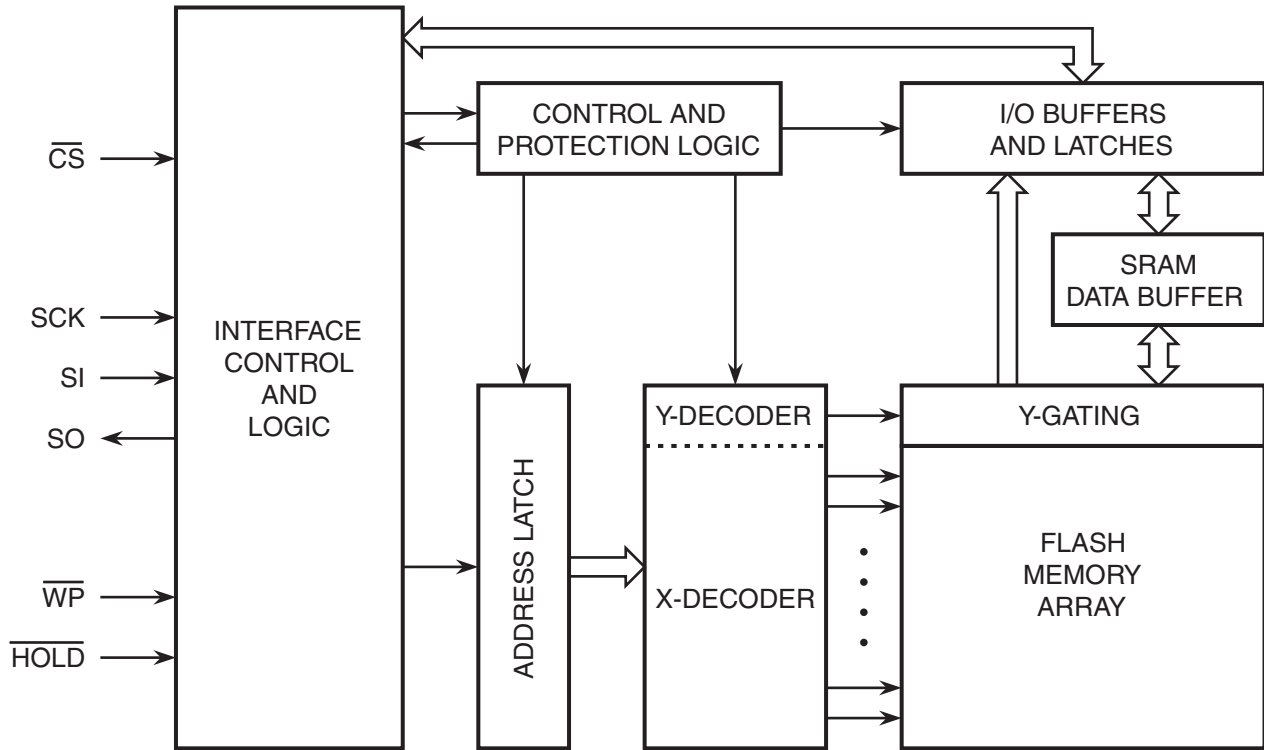 CS
SCK
SI
SO
WP
HOLD
INTERFACE
CONTROL
AND
LOGIC
CONTROL AND
PROTECTION LOGIC
I/O BUFFERS
AND LATCHES
SRAM
DATA BUFFER
ADDRESS LATCH
Y-DECODER
X-DECODER
Y-GATING
FLASH
MEMORY
ARRAY